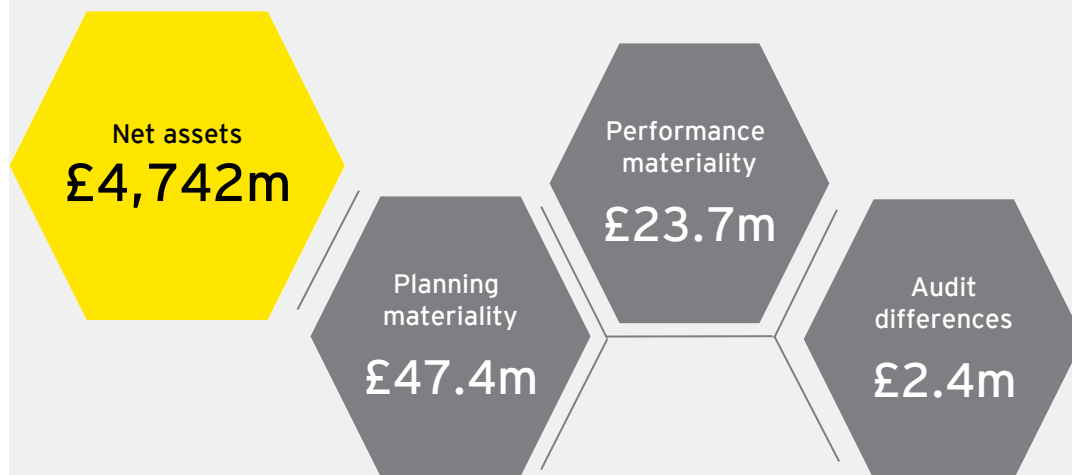 Net assets
£4,742m
Planning
materiality
£47.4m
Performance
materiality
£23.7m
Audit
differences
£2.4m